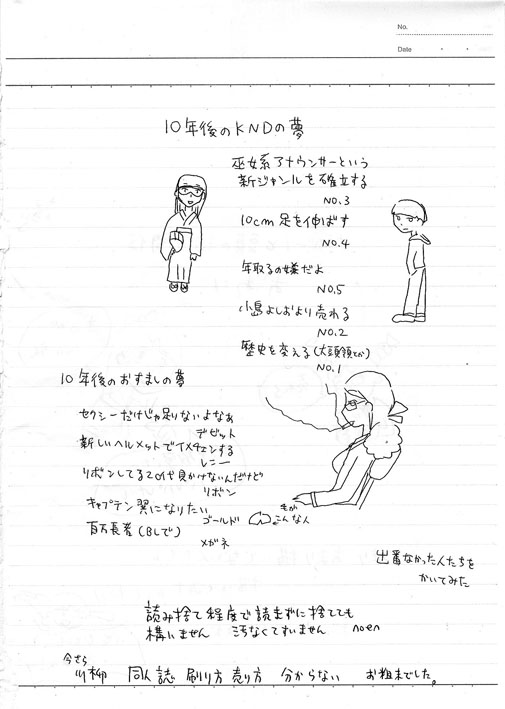 No.
Date
10年後のKNDの夢
巫女系アナウンサーという
新ジャンルを確立する
NO.3
10cm足を伸ばす
NO.4
年取るの嫌だよ
NO.5
小島よしおより売れる
NO.2
歴史を変える(大頭領とか)
NO.1
10年後のおすましの夢
セクシーだけじゃ足りないよなぁ
デビット
新しいヘルメットでイメチェンする
レニー
リボンしてる20代見かけないんだけど
リボン
キャプテン翼になりたい
ゴールド
こんな人
百万長者(BLで)
メガネ
出番なかった人たちを
かいてみた
読み捨て程度で読まずに捨てても
構いません 汚なくてすいません noen
今さら
川柳 同人誌 刷り方 売り方 分からない お粗末でした。